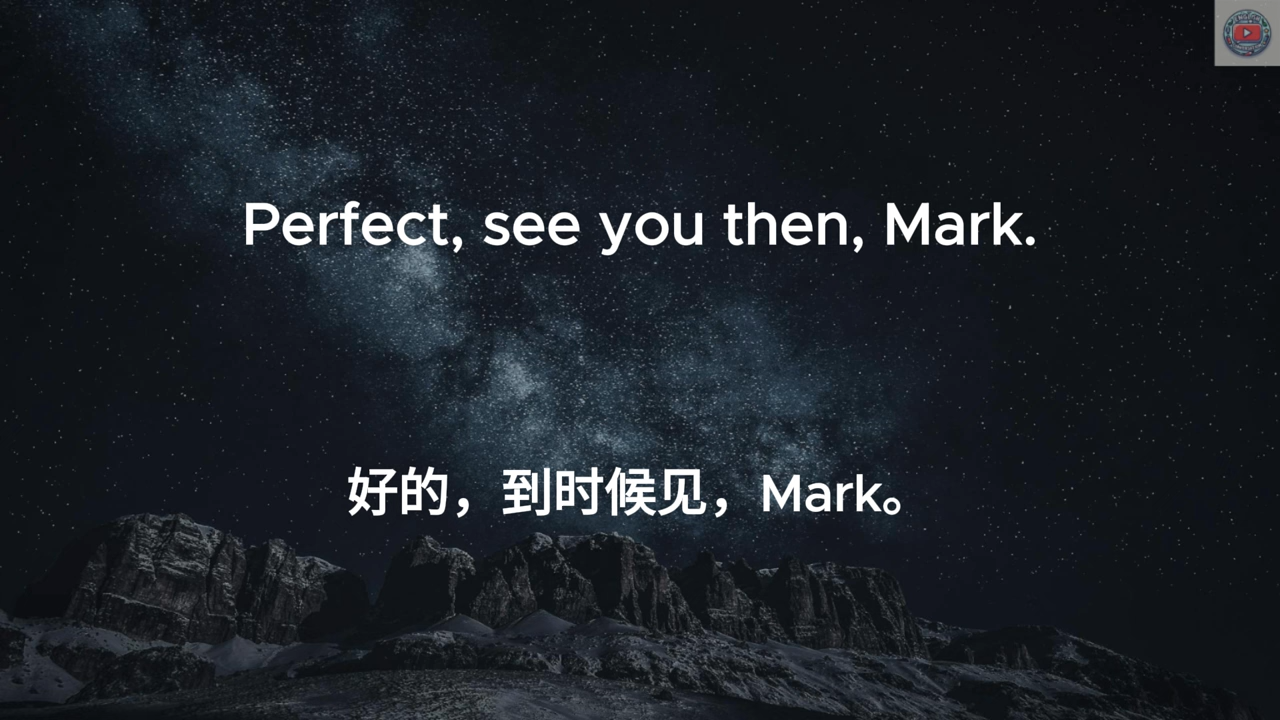 Perfect, see you then, Mark.
好的，到时候见，Mark。